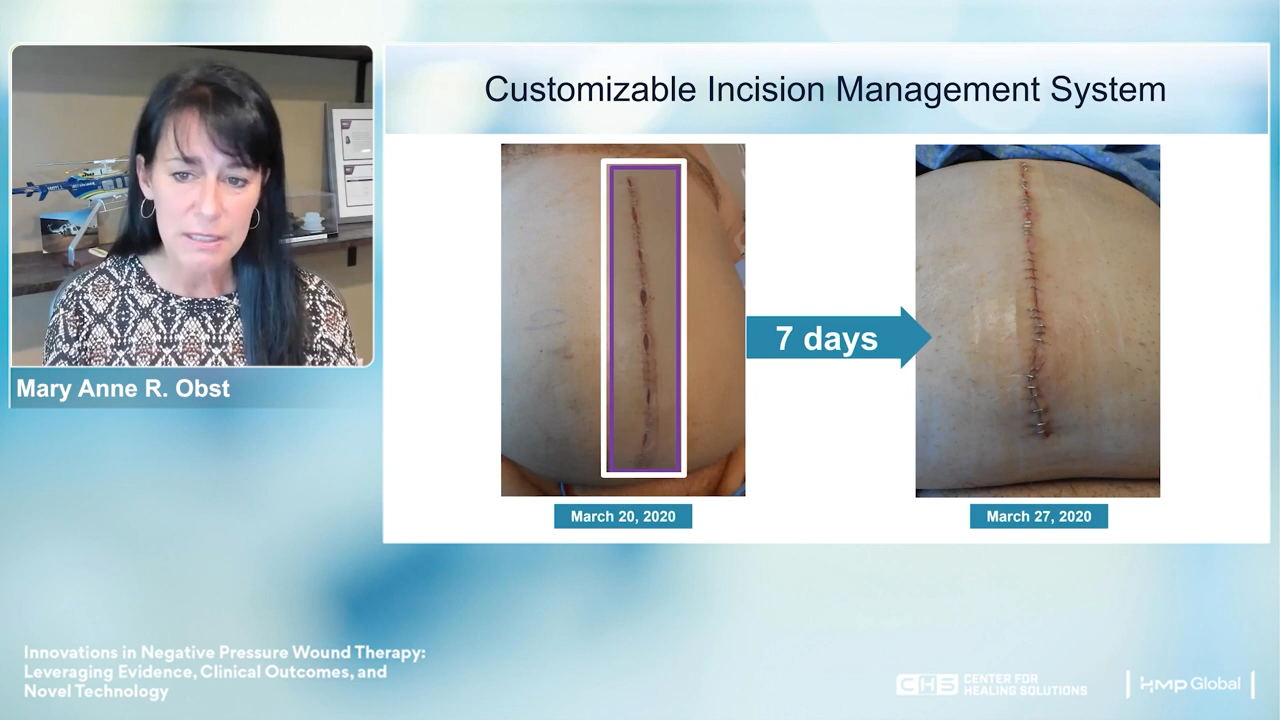 Customizable Incision Management System
7 days
Mary Anne R. Obst
March 20, 2020
March 27, 2020
Innovations in Negative Pressure Wound Therapy:
Leveraging Evidence, Clinical Outcomes, and
Novel Technology
CHS CENTER FOR
HEALING SOLUTIONS
HMP Global